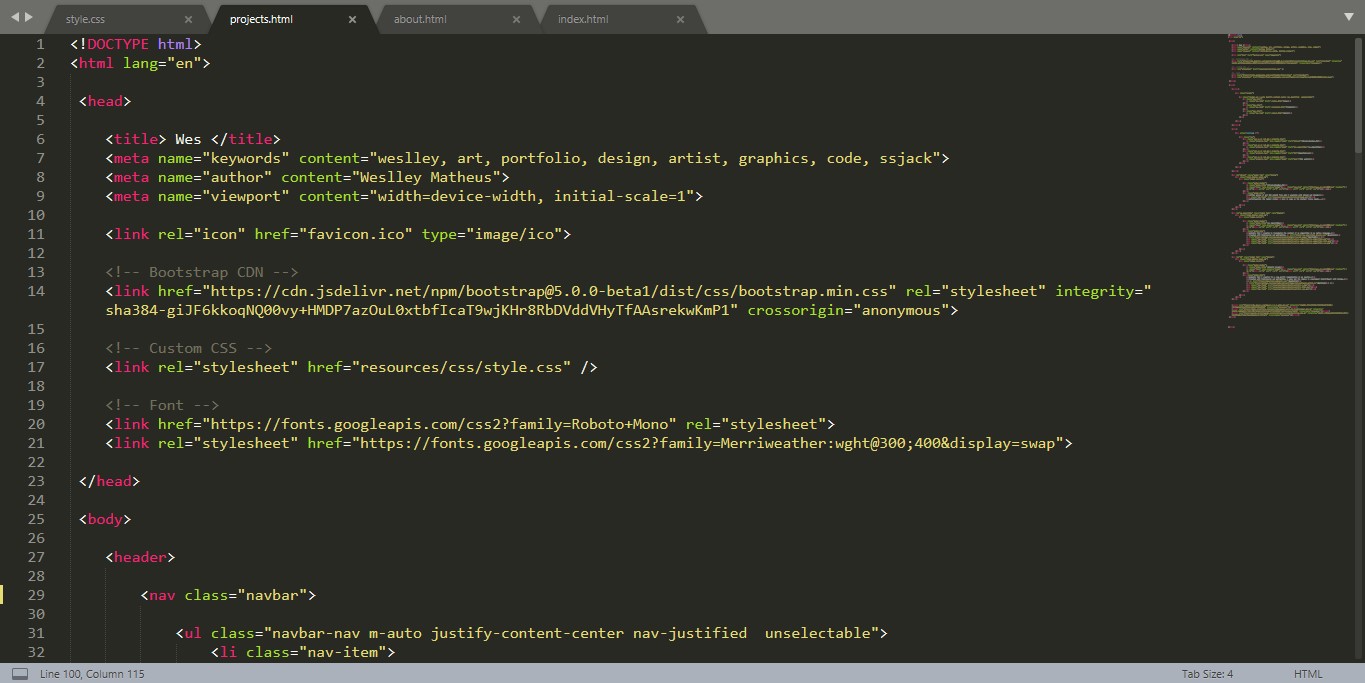 style.css × projects.html × about.html × index.html ×
1 <!DOCTYPE html>
2 <html lang="en">
3
4 <head>
5
6 <title> Wes </title>
7 <meta name="keywords" content="weslley, art, portfolio, design, artist, graphics, code, ssjack">
8 <meta name="author" content="Weslley Matheus">
9 <meta name="viewport" content="width=device-width, initial-scale=1">
10
11 <link rel="icon" href="favicon.ico" type="image/ico">
12
13 <!-- Bootstrap CDN -->
14 <link href="https://cdn.jsdelivr.net/npm/bootstrap@5.0.0-beta1/dist/css/bootstrap.min.css" rel="stylesheet" integrity="
sha384-giJF6kkoqNQ00vy+HMDP7azOuL0xtbfIcaT9wjKHr8RbDVddVHyTfAAsrekwKmP1" crossorigin="anonymous">
15
16 <!-- Custom CSS -->
17 <link rel="stylesheet" href="resources/css/style.css" />
18
19 <!-- Font -->
20 <link href="https://fonts.googleapis.com/css2?family=Roboto+Mono" rel="stylesheet">
21 <link rel="stylesheet" href="https://fonts.googleapis.com/css2?family=Merriweather:wght@300;400&display=swap">
22
23 </head>
24
25 <body>
26
27 <header>
28
29 <nav class="navbar">
30
31 <ul class="navbar-nav m-auto justify-content-center nav-justified  unselectable">
32 <li class="nav-item">
Line 100, Column 115 Tab Size: 4 HTML